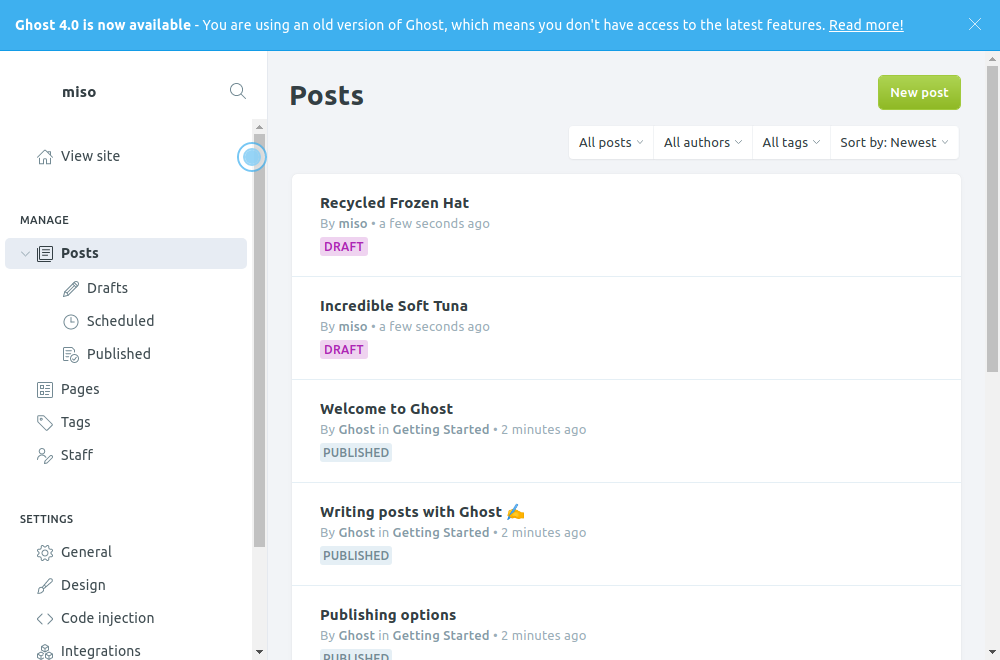 Ghost 4.0 is now available - You are using an old version of Ghost, which means you don't have access to the latest features. Read more!
miso
View site
MANAGE
Posts
Drafts
Scheduled
Published
Pages
Tags
Staff
SETTINGS
General
Design
Code injection
Integrations
Posts
New post
All posts
All authors
All tags
Sort by: Newest
Recycled Frozen Hat
By miso • a few seconds ago
DRAFT
Incredible Soft Tuna
By miso • a few seconds ago
DRAFT
Welcome to Ghost
By Ghost in Getting Started • 2 minutes ago
PUBLISHED
Writing posts with Ghost ✍️
By Ghost in Getting Started • 2 minutes ago
PUBLISHED
Publishing options
By Ghost in Getting Started • 2 minutes ago
PUBLISHED